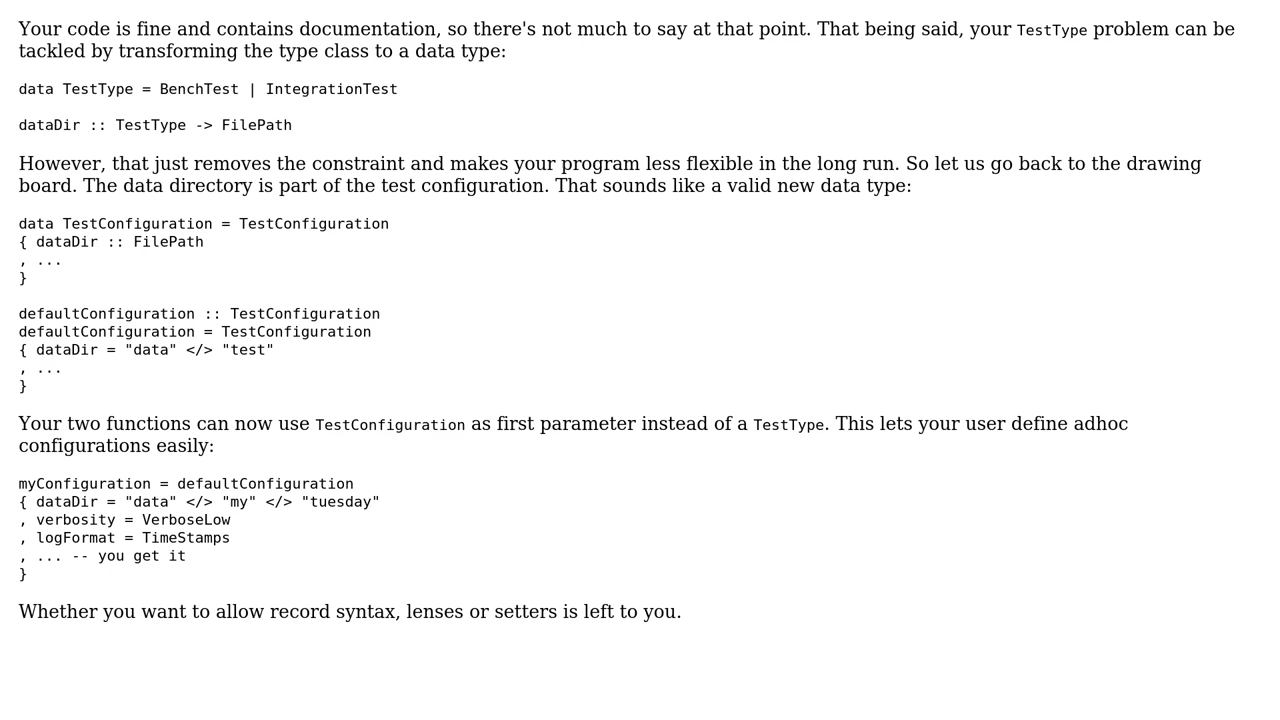 Your code is fine and contains documentation, so there's not much to say at that point. That being said, your TestType problem can be
tackled by transforming the type class to a data type:
data TestType = BenchTest | IntegrationTest
dataDir :: TestType -> FilePath
However, that just removes the constraint and makes your program less flexible in the long run. So let us go back to the drawing
board. The data directory is part of the test configuration. That sounds like a valid new data type:
data TestConfiguration = TestConfiguration
{ dataDir :: FilePath
, ...
}
defaultConfiguration :: TestConfiguration
defaultConfiguration = TestConfiguration
{ dataDir = "data" </> "test"
, ...
}
Your two functions can now use TestConfiguration as first parameter instead of a TestType. This lets your user define adhoc
configurations easily:
myConfiguration = defaultConfiguration
{ dataDir = "data" </> "my" </> "tuesday"
, verbosity = VerboseLow
, logFormat = TimeStamps
, ... -- you get it
}
Whether you want to allow record syntax, lenses or setters is left to you.